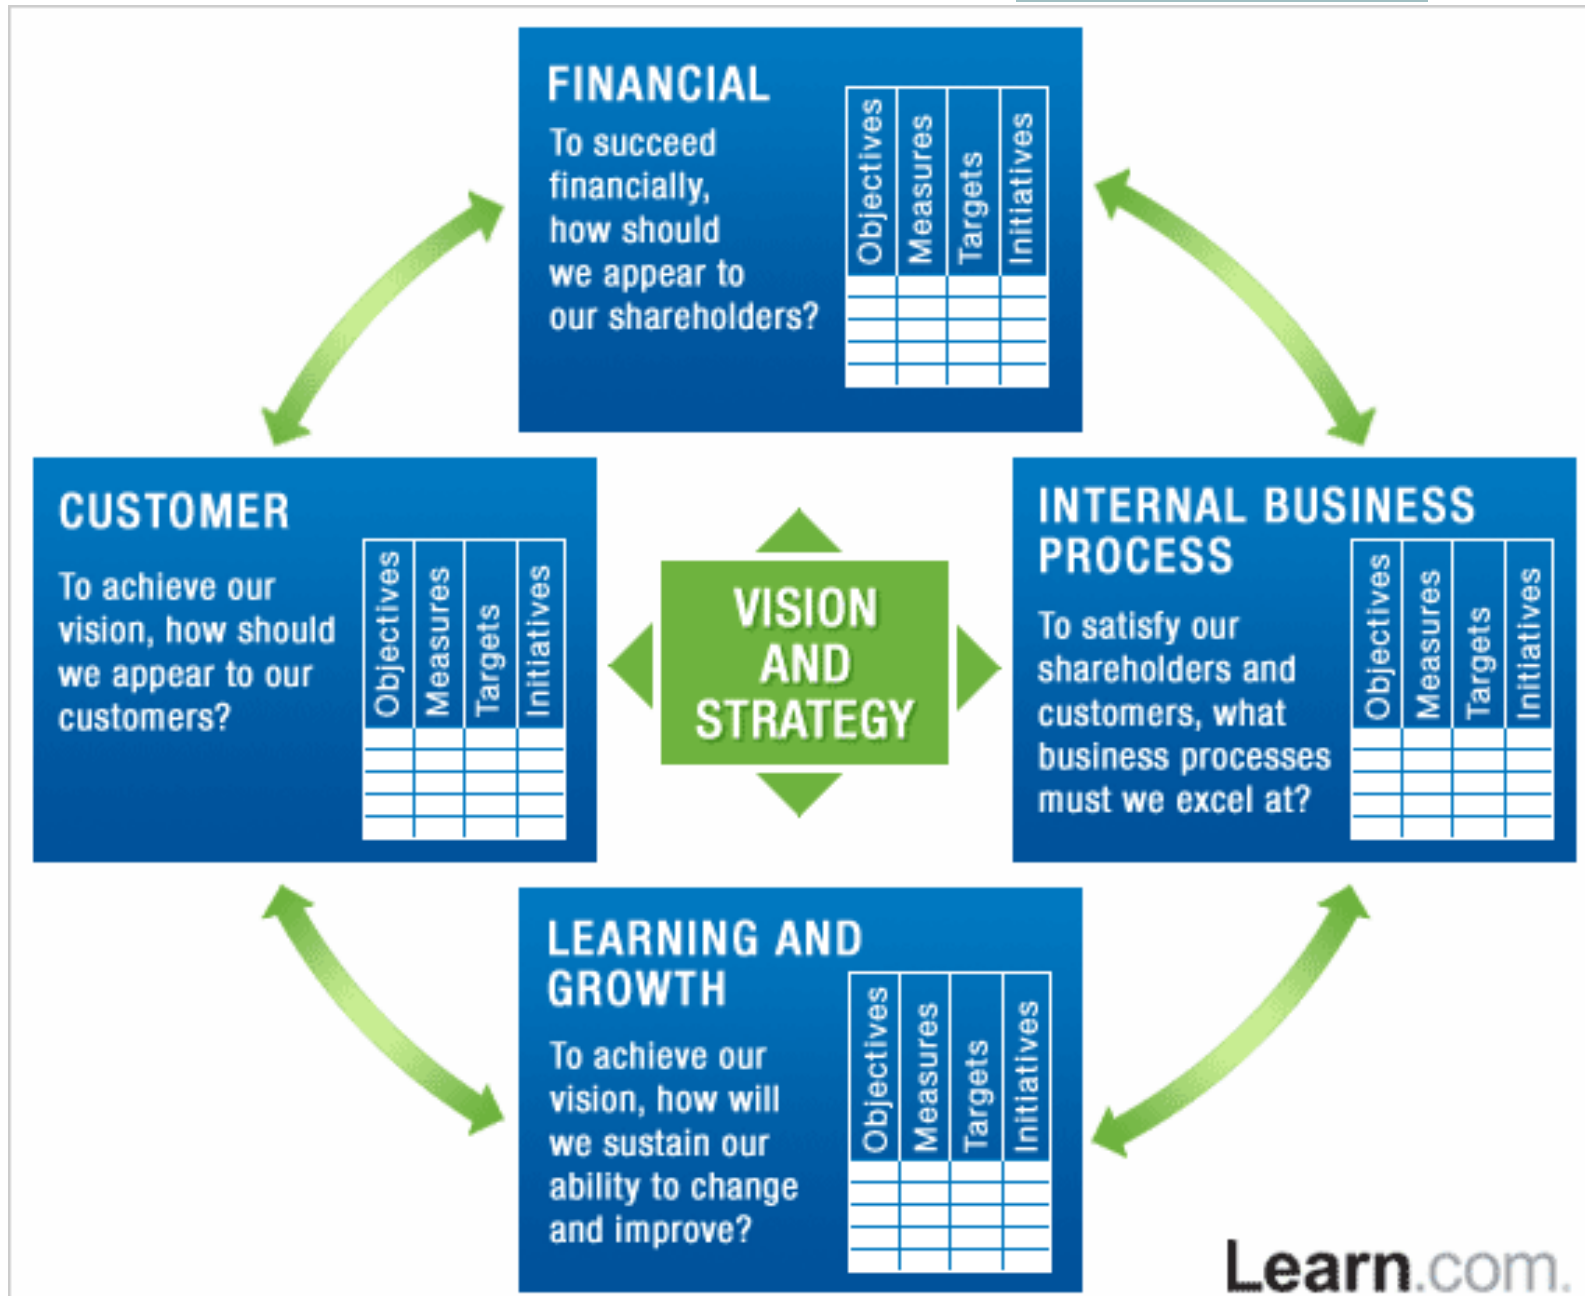 FINANCIAL
To succeed
financially,
how should
we appear to
our shareholders?
Objectives
Measures
Targets
Initiatives
CUSTOMER
To achieve our
vision, how should
we appear to our
customers?
Objectives
Measures
Targets
Initiatives
VISION
AND
STRATEGY
INTERNAL BUSINESS
PROCESS
To satisfy our
shareholders and
customers, what
business processes
must we excel at?
Objectives
Measures
Targets
Initiatives
LEARNING AND
GROWTH
To achieve our
vision, how will
we sustain our
ability to change
and improve?
Objectives
Measures
Targets
Initiatives
Learn.com.